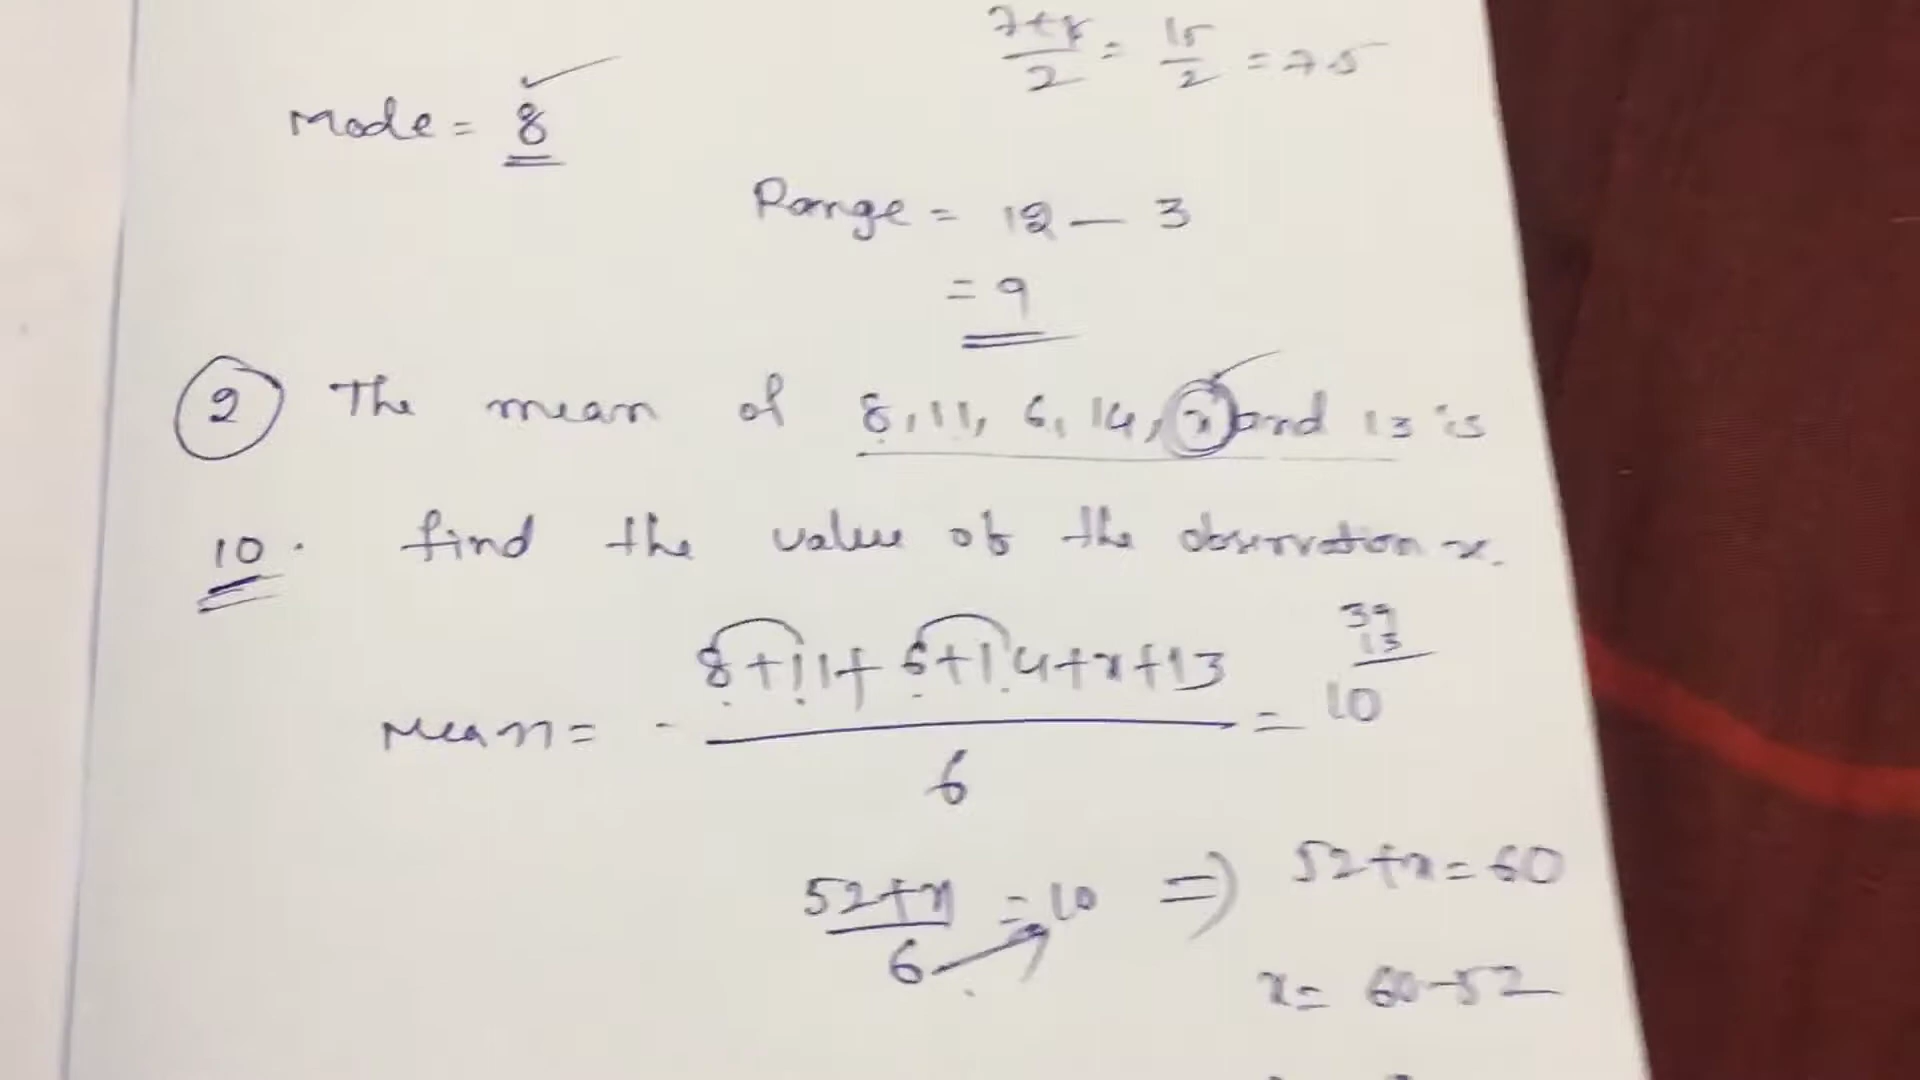 7+8/2 = 15/2 = 7.5
Mode = 8
Range = 12 - 3
= 9
2 The mean of 8, 11, 6, 14, x and 13 is
10. find the value of the observation x.
39
13
Mean = 8+11+6+14+x+13/6 = 10
52+x/6 = 10 => 52+x = 60
x = 60-52